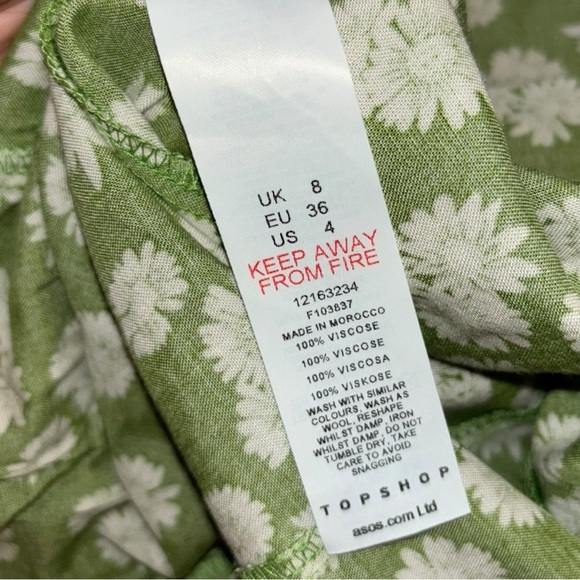 UK 8
EU 36
US 4
KEEP AWAY
FROM FIRE
12163234
F103837
MADE IN MOROCCO
100% VISCOSE
100% VISCOSE
100% VISCOSA
100% VISKOSE
WASH WITH SIMILAR
COLOURS, WASH AS
WOOL, RESHAPE
WHILST DAMP, IRON
WHILST DAMP, DO NOT
TUMBLE DRY, TAKE
CARE TO AVOID
SNAGGING
TOPSHOP
asos.com Ltd